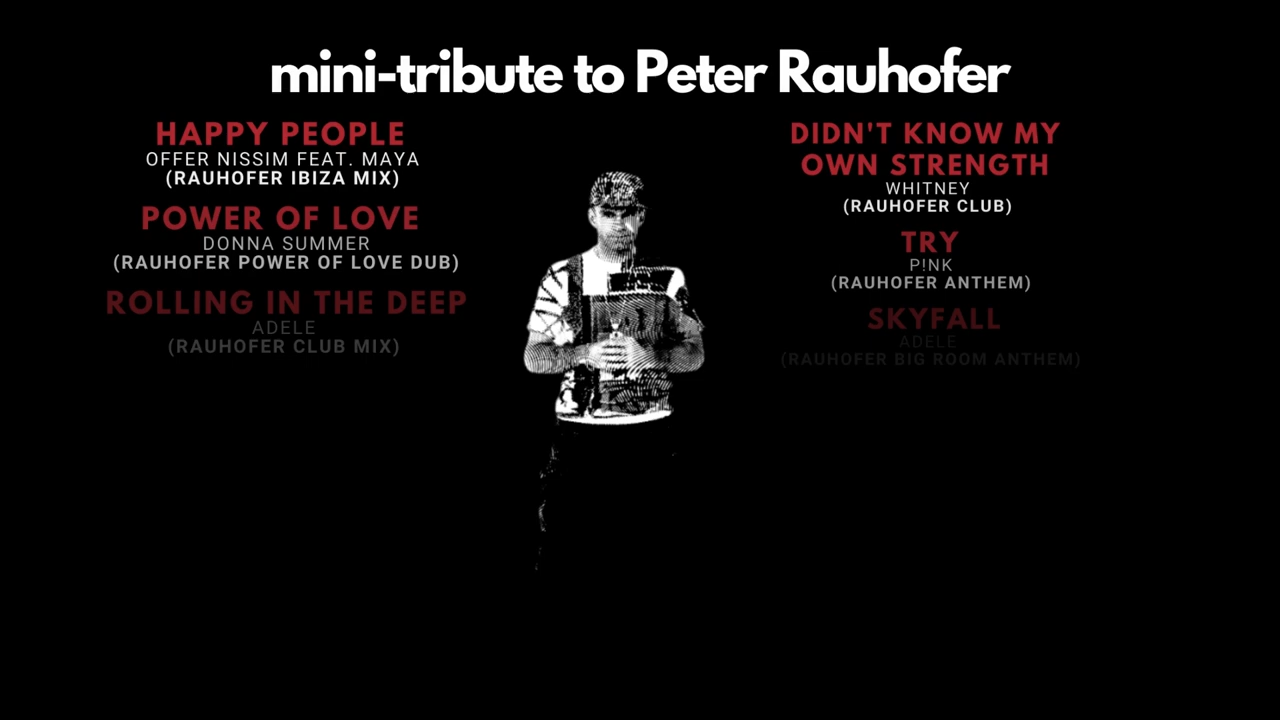 mini-tribute to Peter Rauhofer
HAPPY PEOPLE
OFFER NISSIM FEAT. MAYA
(RAUHOFER IBIZA MIX)
POWER OF LOVE
DONNA SUMMER
(RAUHOFER POWER OF LOVE DUB)
ROLLING IN THE DEEP
ADELE
(RAUHOFER CLUB MIX)
DIDN'T KNOW MY
OWN STRENGTH
WHITNEY
(RAUHOFER CLUB)
TRY
P!NK
(RAUHOFER ANTHEM)
SKYFALL
ADELE
(RAUHOFER BIG ROOM ANTHEM)